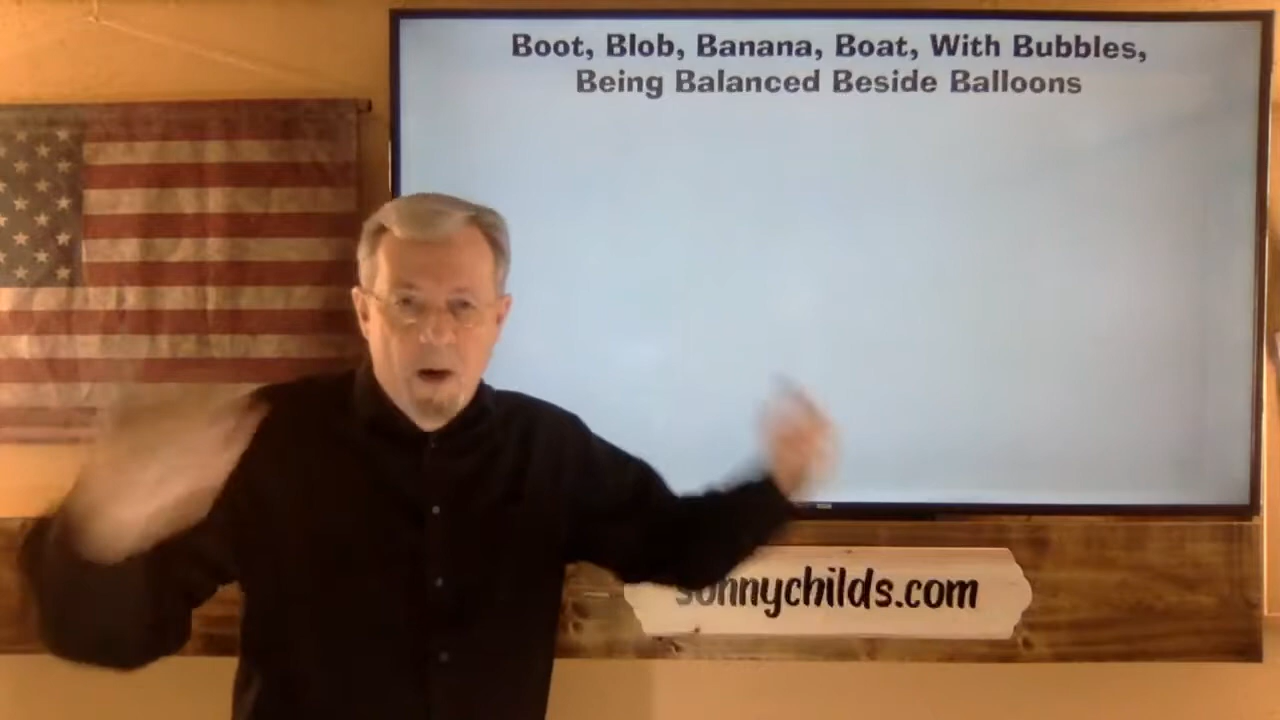 Boot, Blob, Banana, Boat, With Bubbles,
Being Balanced Beside Balloons
sonnychilds.com